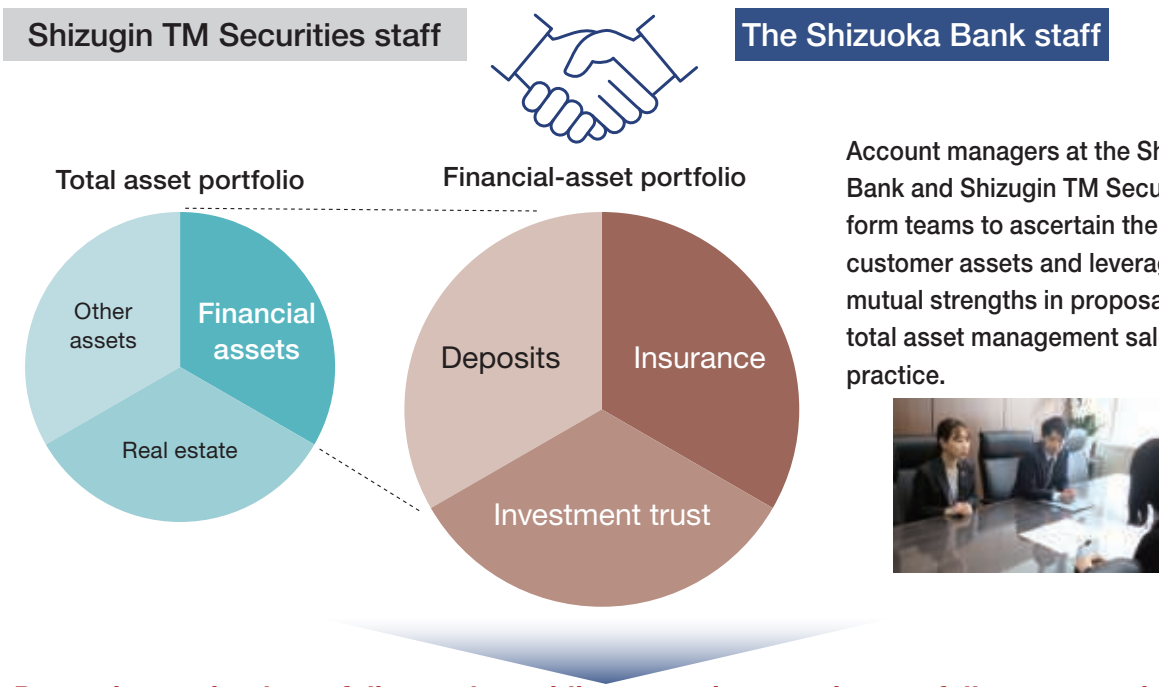 Shizugin TM Securities staff
The Shizuoka Bank staff
Total asset portfolio
Other
assets
Financial
assets
Real estate
Financial-asset portfolio
Deposits
Insurance
Investment trust
Account managers at the Sh
Bank and Shizugin TM Secu
form teams to ascertain the
customer assets and leverag
mutual strengths in proposa
total asset management sal
practice.